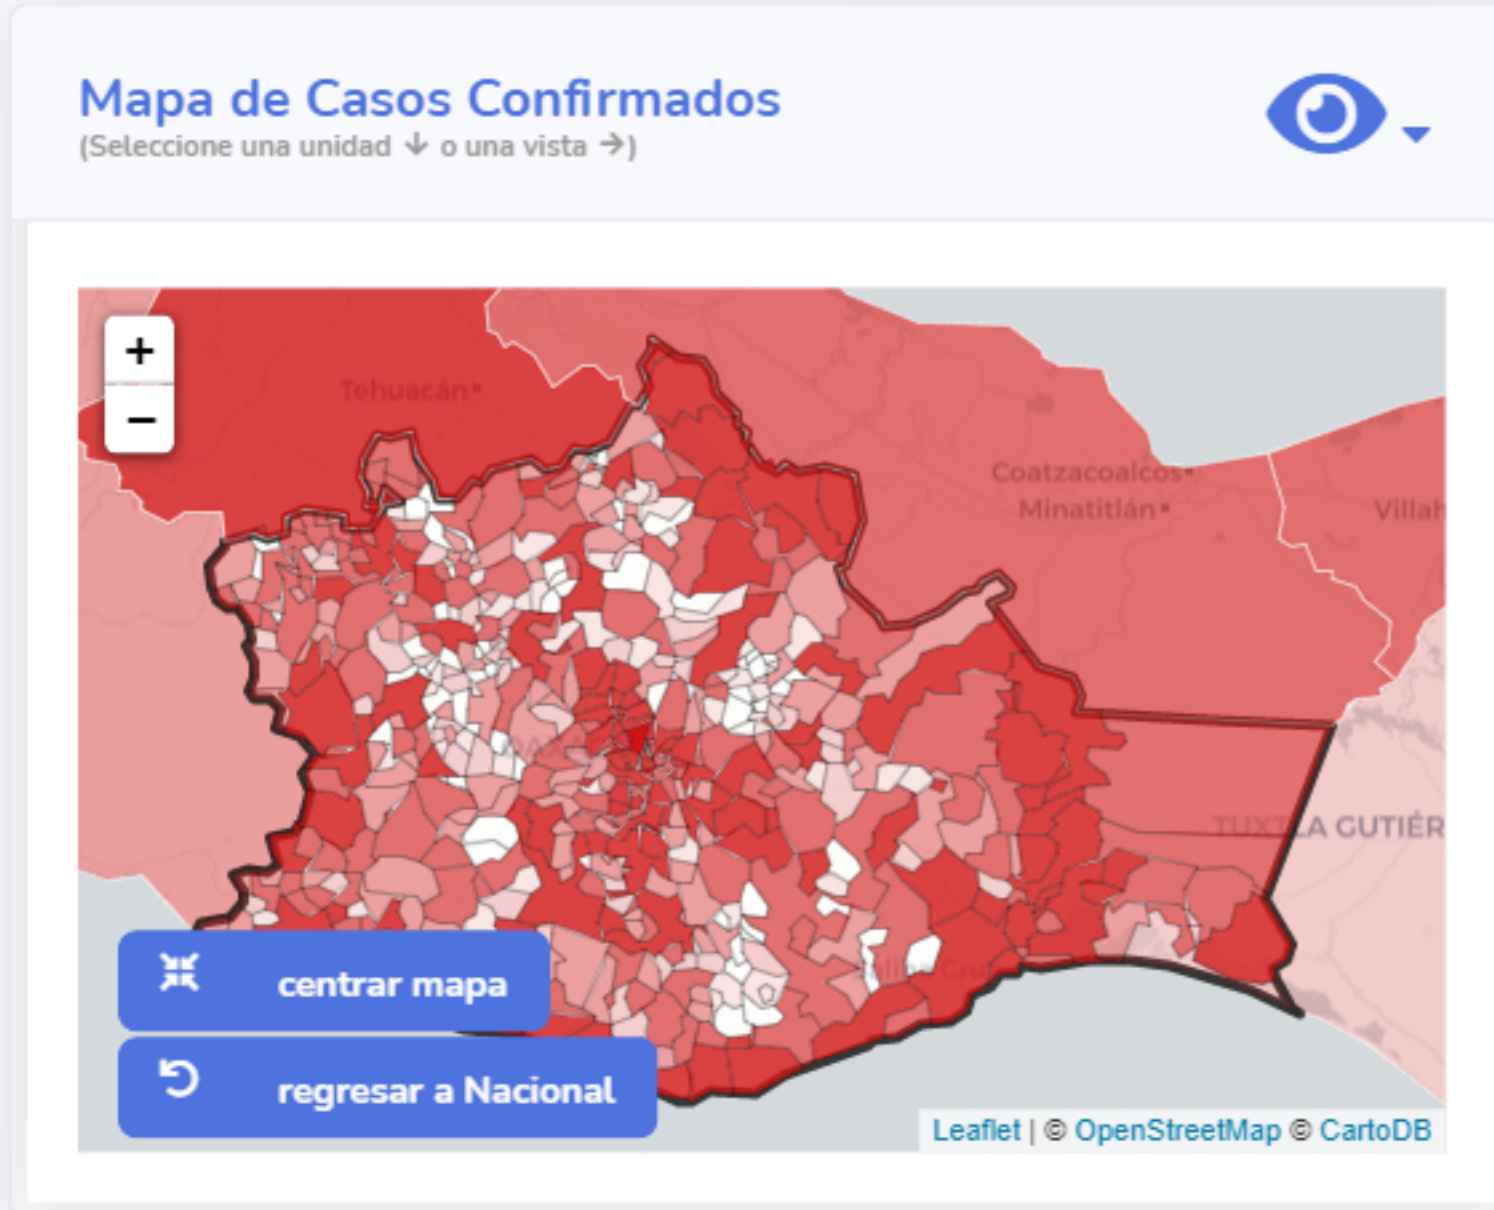 Mapa de Casos Confirmados
(Seleccione una unidad ↓ o una vista →)
+
−
Tehuacán
Coatzacoalcos
Minatitlán
Villah
TUXTLA GUTIÉR
centrar mapa
regresar a Nacional
Leaflet | © OpenStreetMap © CartoDB